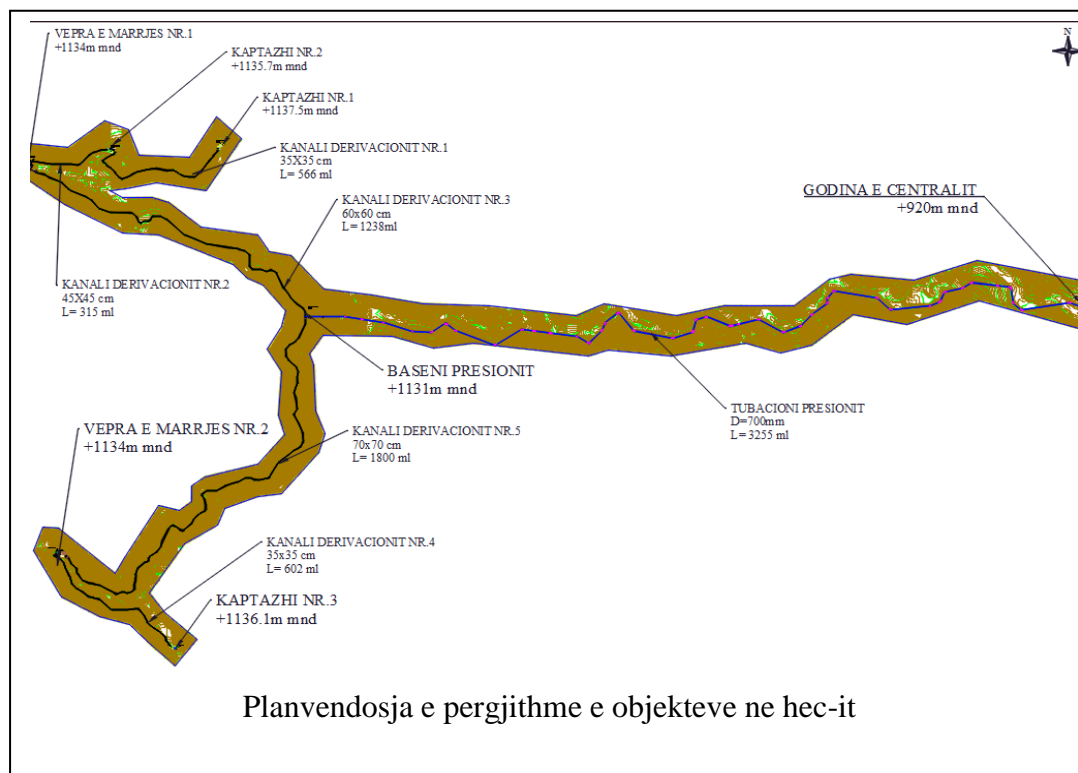 VEPRA E MARRJES NR.1
+1134m mnd
N
KAPTAZHI NR.2
+1135.7m mnd
KAPTAZHI NR.1
+1137.5m mnd
KANALI DERIVACIONIT NR.1
35X35 cm
L= 566 ml
KANALI DERIVACIONIT NR.3
60x60 cm
L= 1238ml
GODINA E CENTRALIT
+920m mnd
KANALI DERIVACIONIT NR.2
45X45 cm
L= 315 ml
BASENI PRESIONIT
+1131m mnd
TUBACIONI PRESIONIT
D=700mm
L= 3255 ml
VEPRA E MARRJES NR.2
+1134m mnd
KANALI DERIVACIONIT NR.5
70x70 cm
L= 1800 ml
KANALI DERIVACIONIT NR.4
35x35 cm
L= 602 ml
KAPTAZHI NR.3
+1136.1m mnd
Planvendosja e pergjithme e objekteve ne hec-it